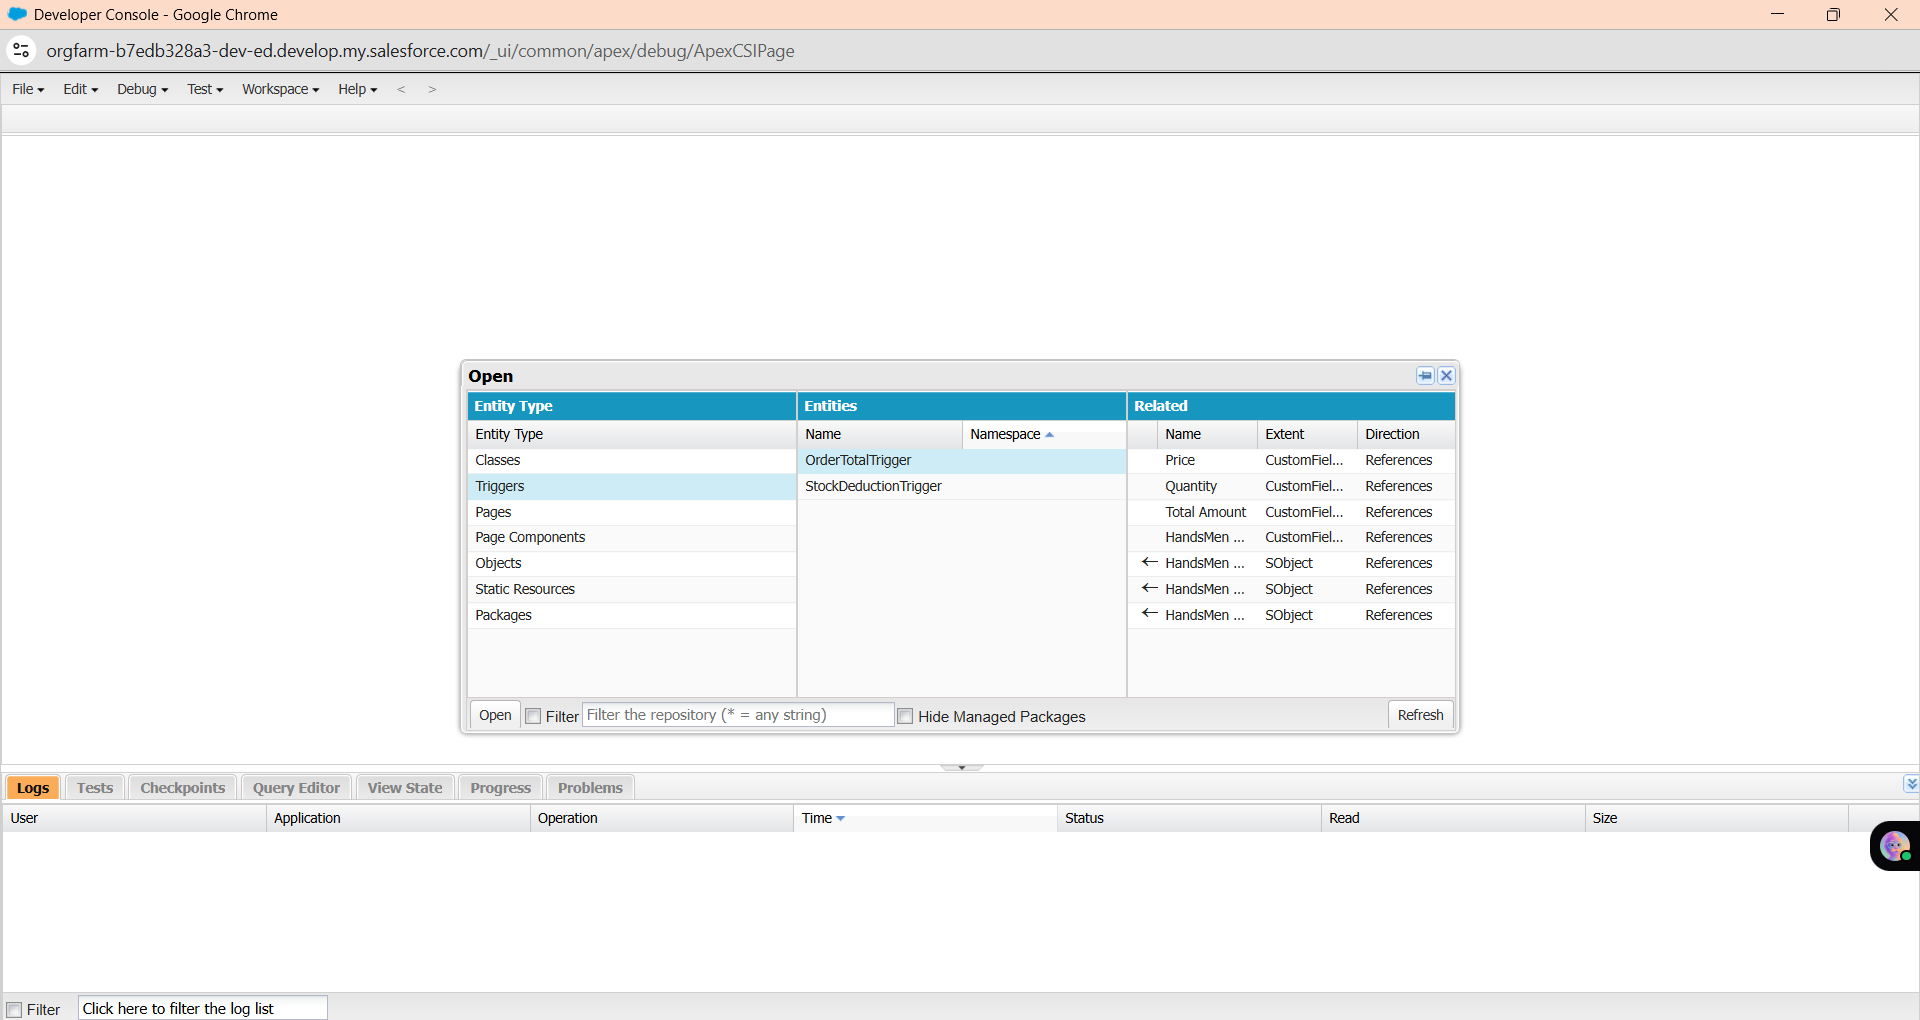 Developer Console - Google Chrome
orgfarm-b7edb328a3-dev-ed.develop.my.salesforce.com/_ui/common/apex/debug/ApexCSIPage
File Edit Debug Test Workspace Help < >
Open
Entity Type Entities Related
Entity Type Name Namespace Name Extent Direction
Classes OrderTotalTrigger Price CustomFiel... References
Triggers StockDeductionTrigger Quantity CustomFiel... References
Pages Total Amount CustomFiel... References
Page Components HandsMen ... CustomFiel... References
Objects HandsMen ... SObject References
Static Resources HandsMen ... SObject References
Packages HandsMen ... SObject References
Open Filter Filter the repository (* = any string) Hide Managed Packages Refresh
Logs Tests Checkpoints Query Editor View State Progress Problems
User Application Operation Time Status Read Size
Filter Click here to filter the log list